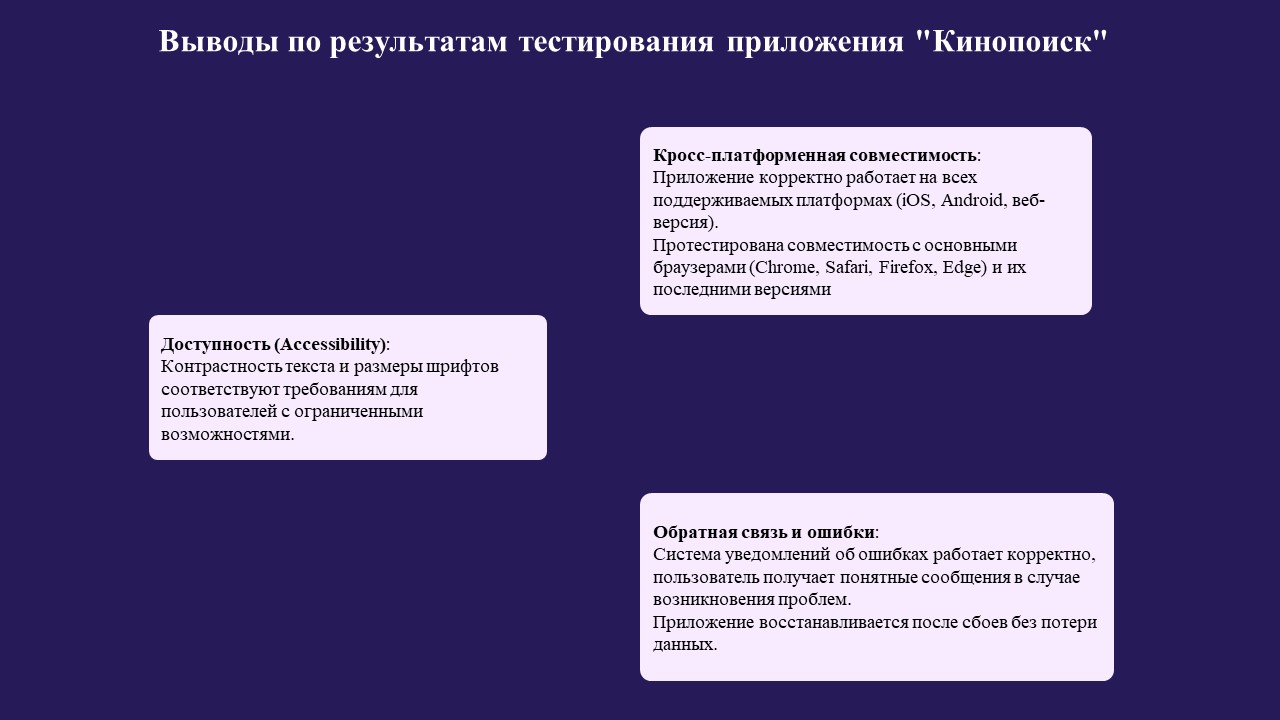 Выводы по результатам тестирования приложения "Кинопоиск"
Кросс-платформенная совместимость:
Приложение корректно работает на всех
поддерживаемых платформах (iOS, Android, веб-
версия).
Протестирована совместимость с основными
браузерами (Chrome, Safari, Firefox, Edge) и их
последними версиями
Доступность (Accessibility):
Контрастность текста и размеры шрифтов
соответствуют требованиям для
пользователей с ограниченными
возможностями.
Обратная связь и ошибки:
Система уведомлений об ошибках работает корректно,
пользователь получает понятные сообщения в случае
возникновения проблем.
Приложение восстанавливается после сбоев без потери
данных.